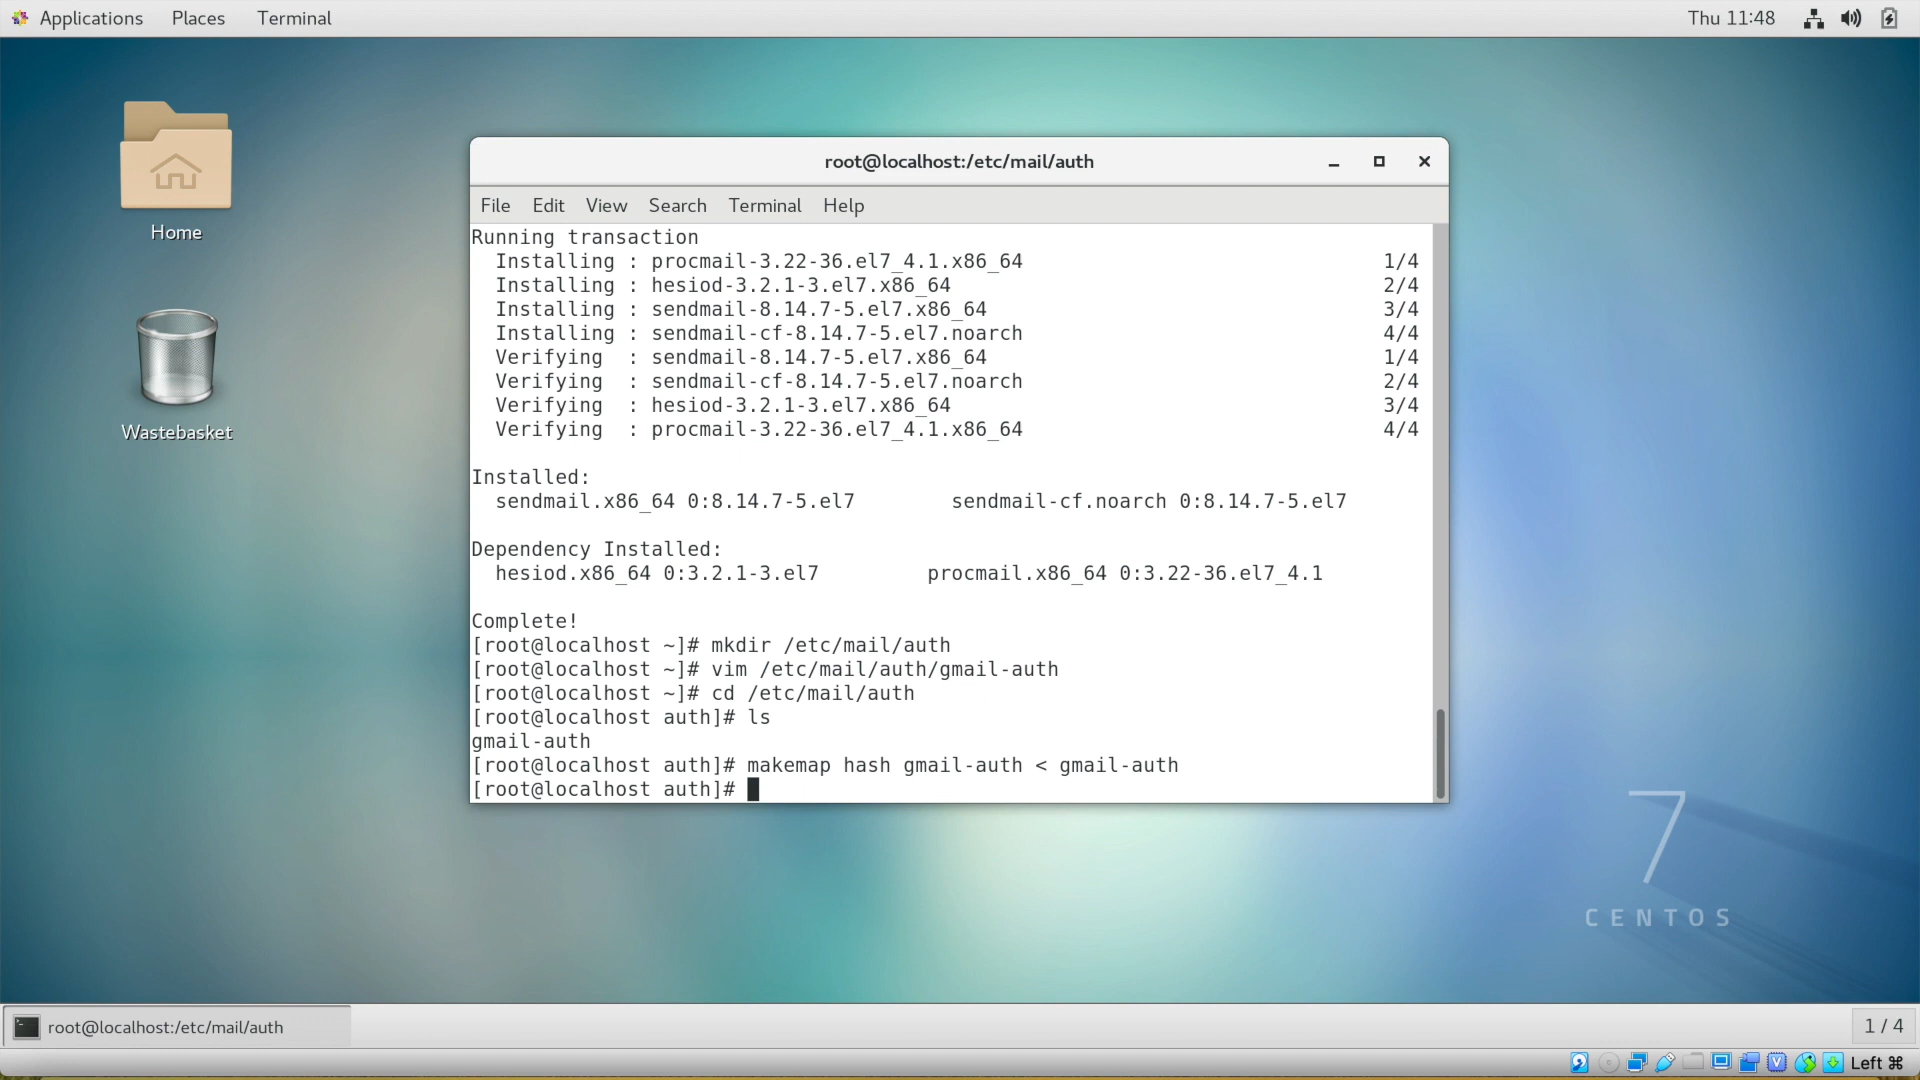 Applications Places Terminal Thu 11:48
Home
Wastebasket
root@localhost:/etc/mail/auth
File Edit View Search Terminal Help
Running transaction
Installing : procmail-3.22-36.el7_4.1.x86_64 1/4
Installing : hesiod-3.2.1-3.el7.x86_64 2/4
Installing : sendmail-8.14.7-5.el7.x86_64 3/4
Installing : sendmail-cf-8.14.7-5.el7.noarch 4/4
Verifying : sendmail-8.14.7-5.el7.x86_64 1/4
Verifying : sendmail-cf-8.14.7-5.el7.noarch 2/4
Verifying : hesiod-3.2.1-3.el7.x86_64 3/4
Verifying : procmail-3.22-36.el7_4.1.x86_64 4/4
Installed:
sendmail.x86_64 0:8.14.7-5.el7 sendmail-cf.noarch 0:8.14.7-5.el7
Dependency Installed:
hesiod.x86_64 0:3.2.1-3.el7 procmail.x86_64 0:3.22-36.el7_4.1
Complete!
[root@localhost ~]# mkdir /etc/mail/auth
[root@localhost ~]# vim /etc/mail/auth/gmail-auth
[root@localhost ~]# cd /etc/mail/auth
[root@localhost auth]# ls
gmail-auth
[root@localhost auth]# makemap hash gmail-auth < gmail-auth
[root@localhost auth]#
7
CENTOS
root@localhost:/etc/mail/auth 1 / 4
Left ⌘